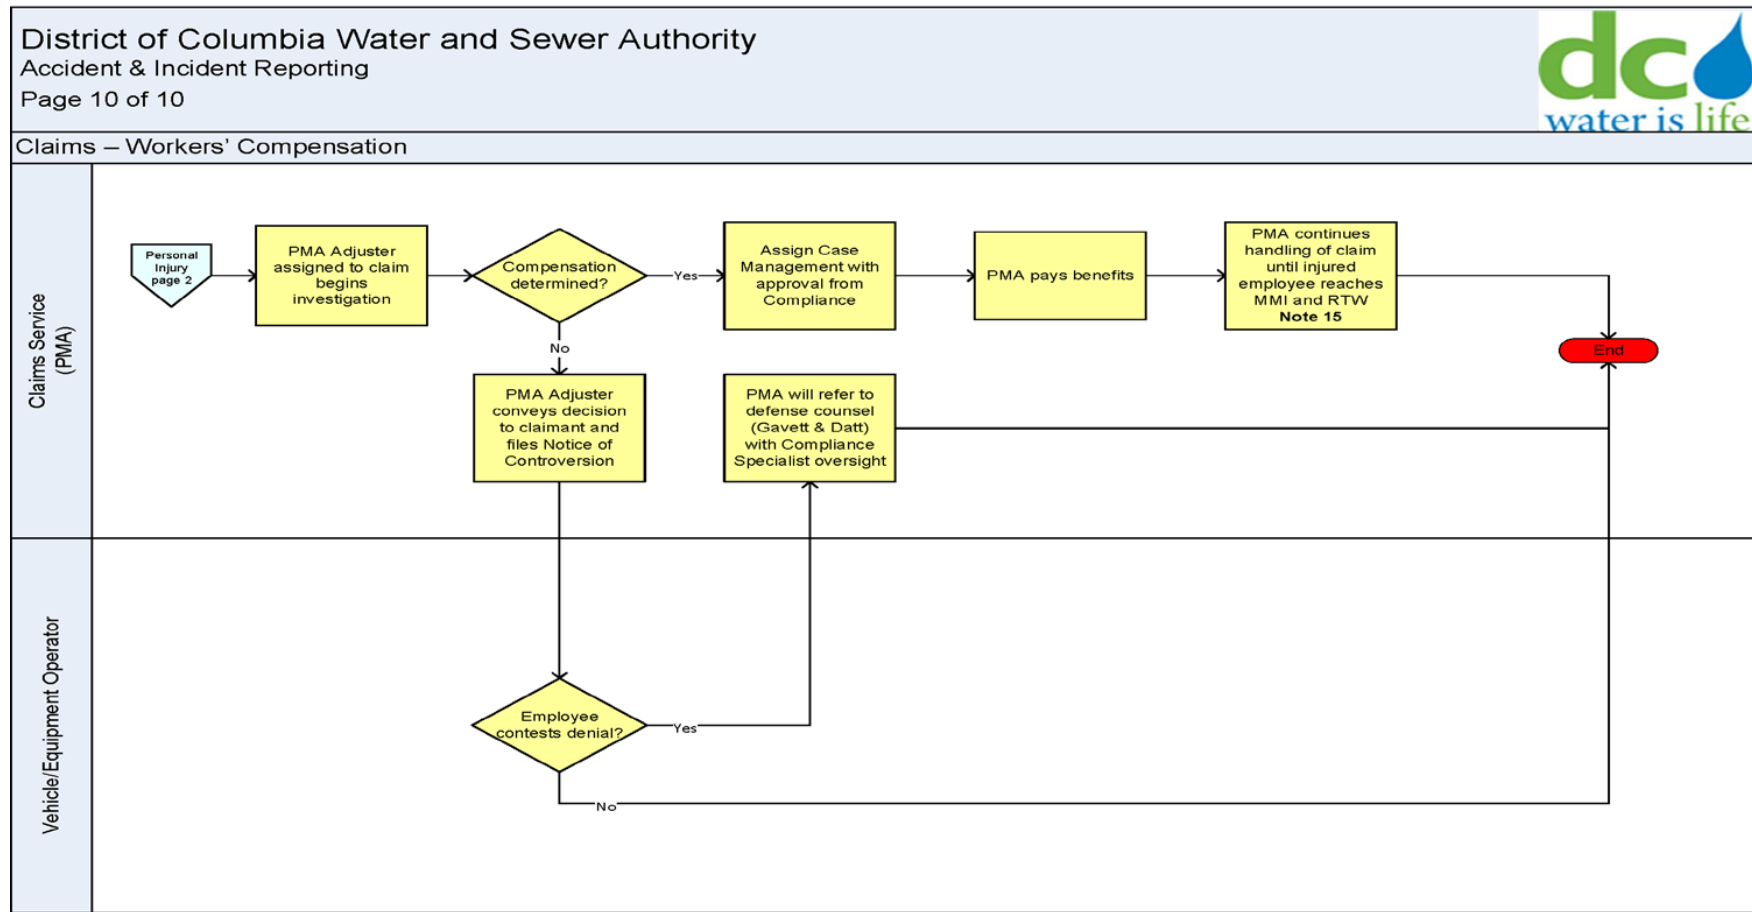 District of Columbia Water and Sewer Authority
Accident & Incident Reporting
Page 10 of 10
dc
water is life
Claims – Workers' Compensation
Claims Service
(PMA)
Personal
Injury
page 2
PMA Adjuster
assigned to claim
begins
investigation
Compensation
determined?
Yes
Assign Case
Management with
approval from
Compliance
PMA pays benefits
PMA continues
handling of claim
until injured
employee reaches
MMI and RTW
Note 15
End
No
PMA Adjuster
conveys decision
to claimant and
files Notice of
Controversion
PMA will refer to
defense counsel
(Gavett & Datt)
with Compliance
Specialist oversight
Vehicle/Equipment Operator
Employee
contests denial?
Yes
No